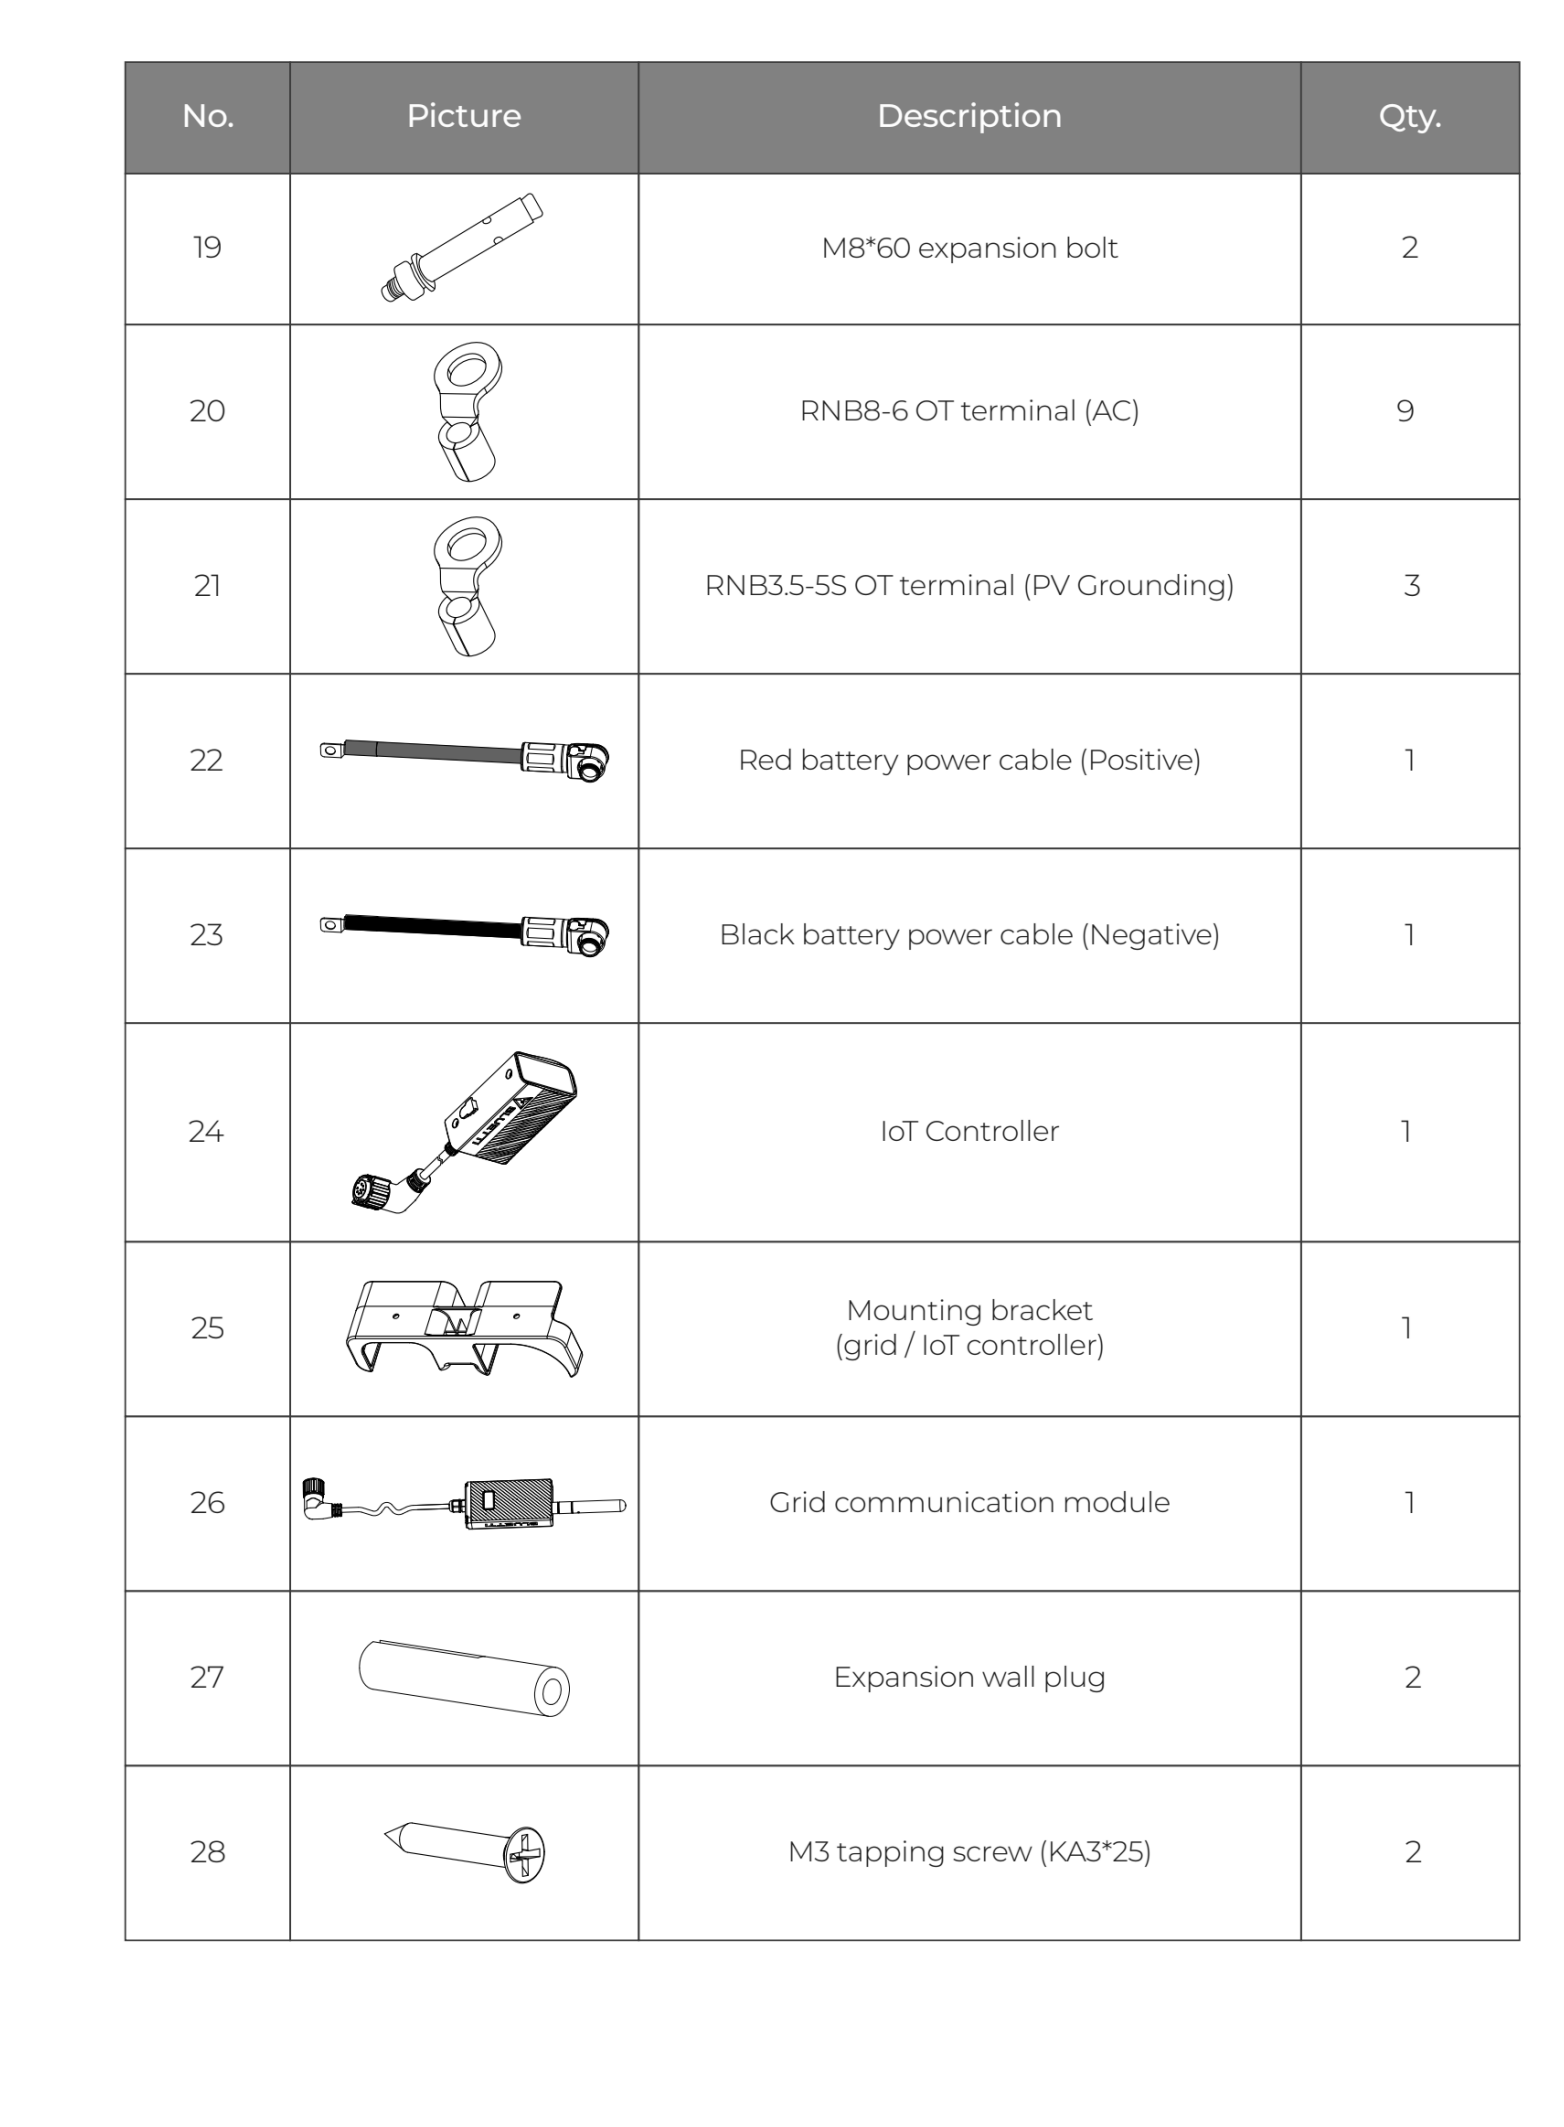 No. Picture Description Qty.
19 M8*60 expansion bolt 2
20 RNB8-6 OT terminal (AC) 9
21 RNB3.5-5S OT terminal (PV Grounding) 3
22 Red battery power cable (Positive) 1
23 Black battery power cable (Negative) 1
BLUETTI
24 IoT Controller 1
25 Mounting bracket 1
(grid / IoT controller)
26 Grid communication module 1
BLUETTI
27 Expansion wall plug 2
28 M3 tapping screw (KA3*25) 2